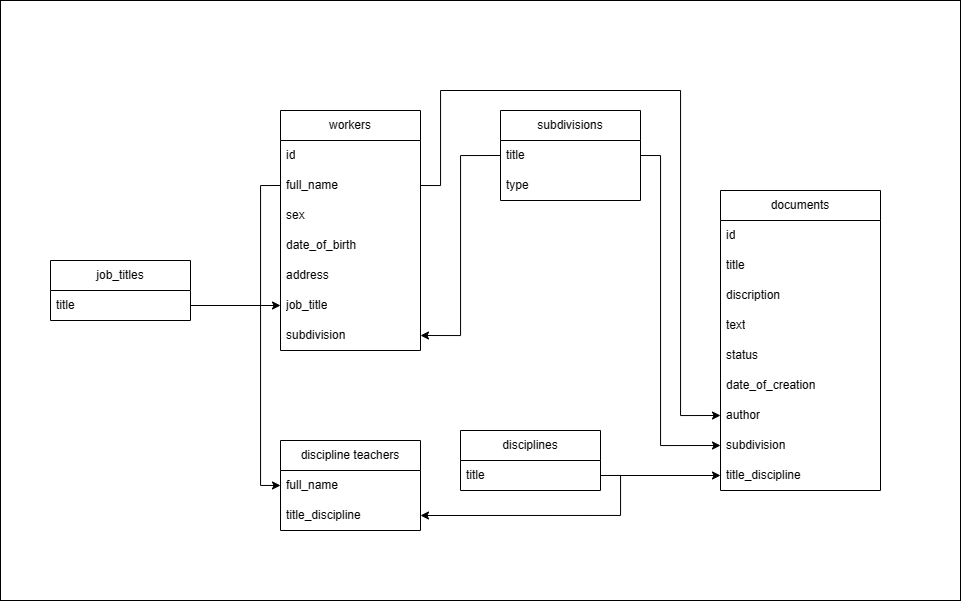 workers
id
full_name
sex
date_of_birth
address
job_title
subdivision
subdivisions
title
type
documents
id
title
discription
text
status
date_of_creation
author
subdivision
title_discipline
job_titles
title
discipline teachers
full_name
title_discipline
disciplines
title